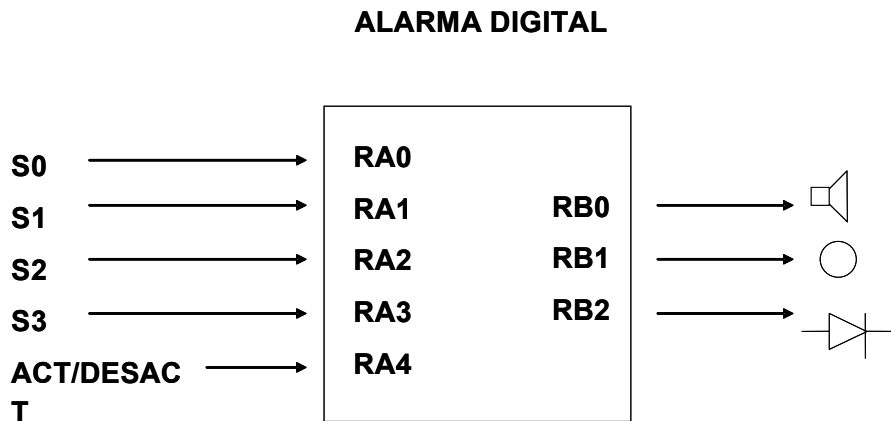 ALARMA DIGITAL
S0
S1
S2
S3
ACT/DESAC
T
RA0
RA1
RA2
RA3
RA4
RB0
RB1
RB2